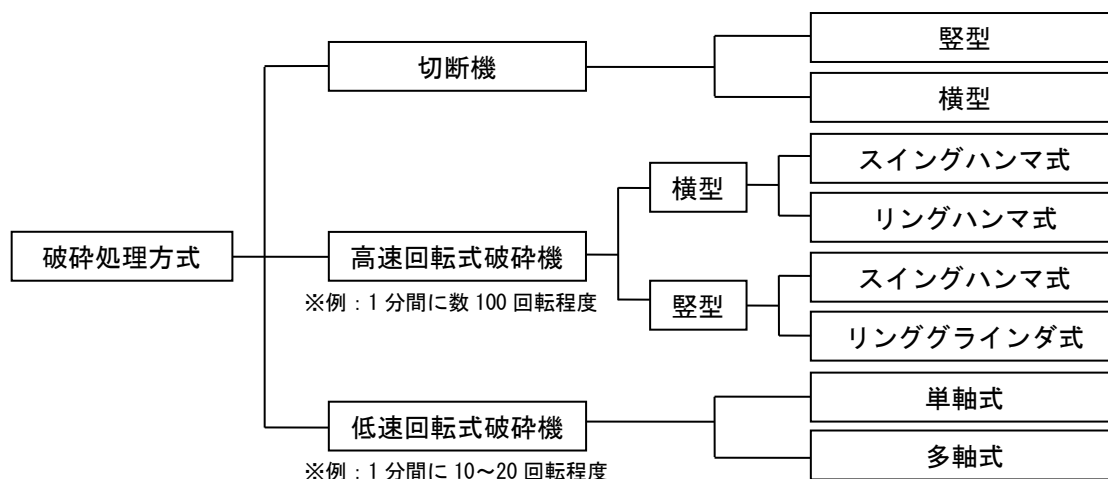 破砕処理方式
切断機
竪型
横型
高速回転式破砕機
※例：1分間に数100回転程度
横型
スイングハンマ式
リングハンマ式
竪型
スイングハンマ式
リンググラインダ式
低速回転式破砕機
※例：1分間に10～20回転程度
単軸式
多軸式